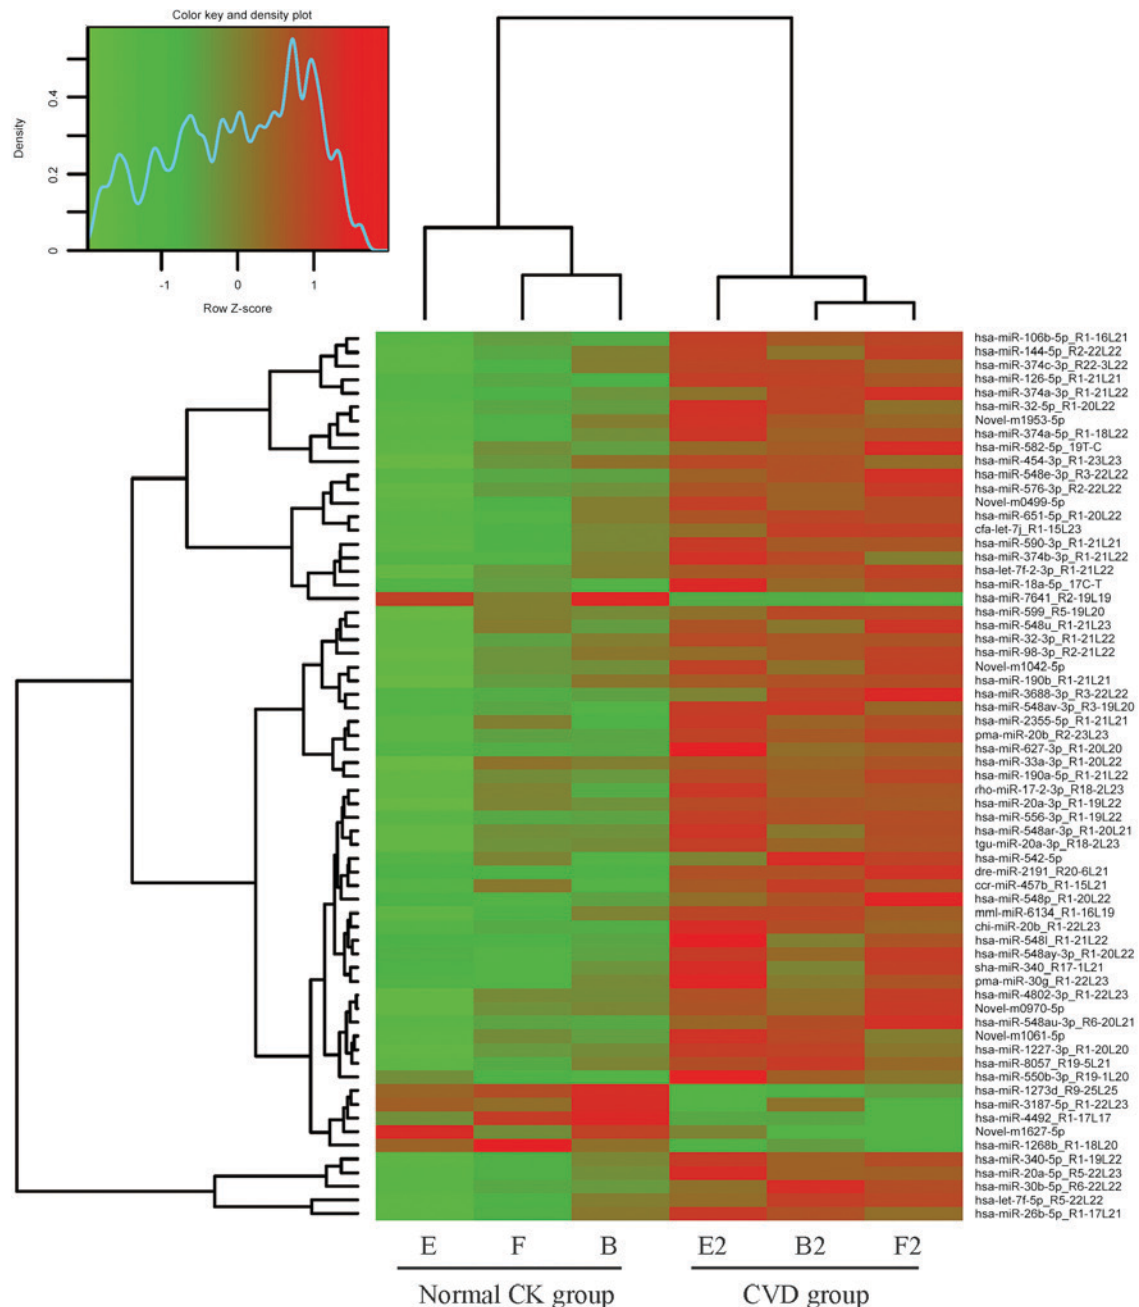 Color key and density plot
Density
0.4
0.2
0
-1 0 1
Row Z-score
hsa-miR-106b-5p_R1-16L21
hsa-miR-144-5p_R2-22L22
hsa-miR-374c-3p_R22-3L22
hsa-miR-126-5p_R1-21L21
hsa-miR-374a-3p_R1-21L22
hsa-miR-32-5p_R1-20L22
Novel-m1953-5p
hsa-miR-374a-5p_R1-18L22
hsa-miR-582-5p_19T-C
hsa-miR-454-3p_R1-23L23
hsa-miR-548e-3p_R3-22L22
hsa-miR-576-3p_R2-22L22
Novel-m0499-5p
hsa-miR-651-5p_R1-20L22
cfa-let-7j_R1-15L23
hsa-miR-590-3p_R1-21L21
hsa-miR-374b-3p_R1-21L22
hsa-let-7f-2-3p_R1-21L22
hsa-miR-18a-5p_17C-T
hsa-miR-7641_R2-19L19
hsa-miR-599_R5-19L20
hsa-miR-548u_R1-21L23
hsa-miR-32-3p_R1-21L22
hsa-miR-98-3p_R2-21L22
Novel-m1042-5p
hsa-miR-190b_R1-21L21
hsa-miR-3688-3p_R3-22L22
hsa-miR-548av-3p_R3-19L20
hsa-miR-2355-5p_R1-21L21
pma-miR-20b_R2-23L23
hsa-miR-627-3p_R1-20L20
hsa-miR-33a-3p_R1-20L22
hsa-miR-190a-5p_R1-21L22
rho-miR-17-2-3p_R18-2L23
hsa-miR-20a-3p_R1-19L22
hsa-miR-556-3p_R1-19L22
hsa-miR-548ar-3p_R1-20L21
tgu-miR-20a-3p_R18-2L23
hsa-miR-542-5p
dre-miR-2191_R20-6L21
ccr-miR-457b_R1-15L21
hsa-miR-548p_R1-20L22
mml-miR-6134_R1-16L19
chi-miR-20b_R1-22L23
hsa-miR-548l_R1-21L22
hsa-miR-548ay-3p_R1-20L22
sha-miR-340_R17-1L21
pma-miR-30g_R1-22L23
hsa-miR-4802-3p_R1-22L23
Novel-m0970-5p
hsa-miR-548au-3p_R6-20L21
Novel-m1061-5p
hsa-miR-1227-3p_R1-20L20
hsa-miR-8057_R19-5L21
hsa-miR-550b-3p_R19-1L20
hsa-miR-1273d_R9-25L25
hsa-miR-3187-5p_R1-22L23
hsa-miR-4492_R1-17L17
Novel-m1627-5p
hsa-miR-1268b_R1-18L20
hsa-miR-340-5p_R1-19L22
hsa-miR-20a-5p_R5-22L23
hsa-miR-30b-5p_R6-22L22
hsa-let-7f-5p_R5-22L22
hsa-miR-26b-5p_R1-17L21
E F B E2 B2 F2
Normal CK group CVD group